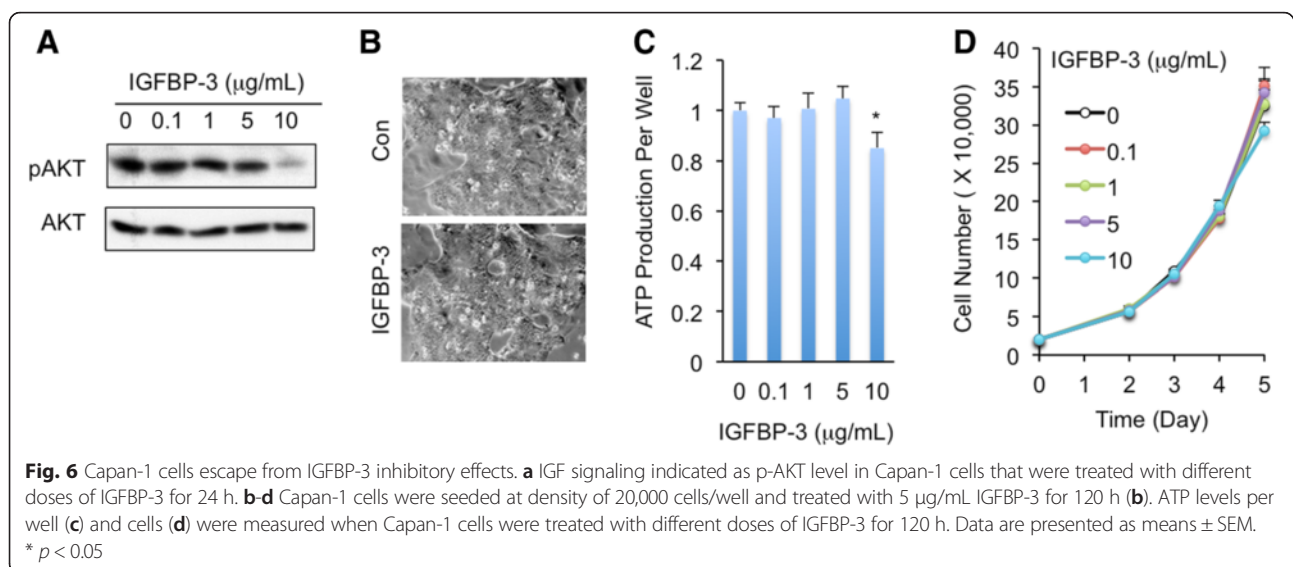 A
IGFBP-3 (μg/mL)
0 0.1 1 5 10
pAKT
AKT
B
Con
IGFBP-3
C
1.2
1
0.8
0.6
0.4
0.2
0
ATP Production Per Well
*
0 0.1 1 5 10
IGFBP-3 (μg/mL)
D
40
35
30
25
20
15
10
5
0
Cell Number ( X 10,000)
IGFBP-3 (μg/mL)
0
0.1
1
5
10
0 1 2 3 4 5
Time (Day)
Fig. 6 Capan-1 cells escape from IGFBP-3 inhibitory effects. a IGF signaling indicated as p-AKT level in Capan-1 cells that were treated with different
doses of IGFBP-3 for 24 h. b-d Capan-1 cells were seeded at density of 20,000 cells/well and treated with 5 μg/mL IGFBP-3 for 120 h (b). ATP levels per
well (c) and cells (d) were measured when Capan-1 cells were treated with different doses of IGFBP-3 for 120 h. Data are presented as means ± SEM.
* p < 0.05